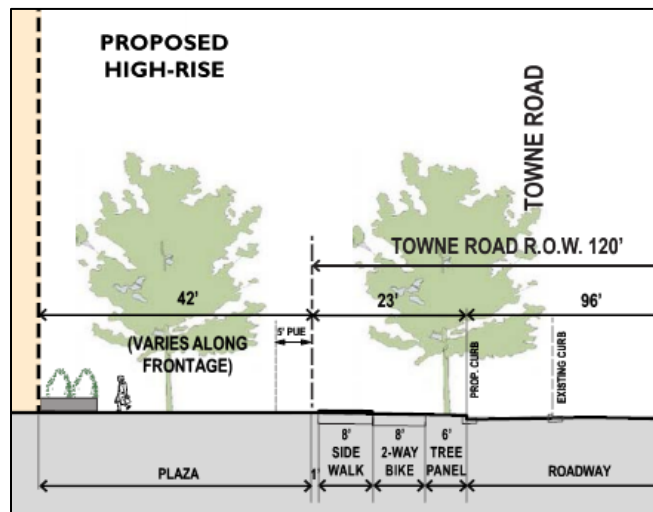 PROPOSED
HIGH-RISE
TOWNE ROAD
TOWNE ROAD R.O.W. 120'
42'
23'
96'
(VARIES ALONG
FRONTAGE)
5' PUE
PROP. CURB
EXISTING CURB
8'
SIDE
WALK
8'
2-WAY
BIKE
6'
TREE
PANEL
PLAZA
1'
ROADWAY